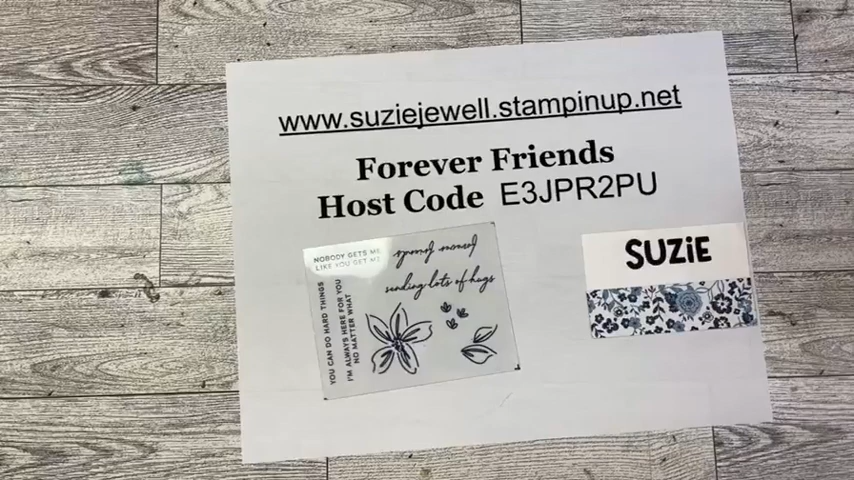 www.suziejewell.stampinup.net
Forever Friends
Host Code E3JPR2PU
NOBODY GETS ME
LIKE YOU GET ME
forever friends
sending lots of hugs
YOU CAN DO HARD THINGS
I'M ALWAYS HERE FOR YOU
NO MATTER WHAT
SUZiE